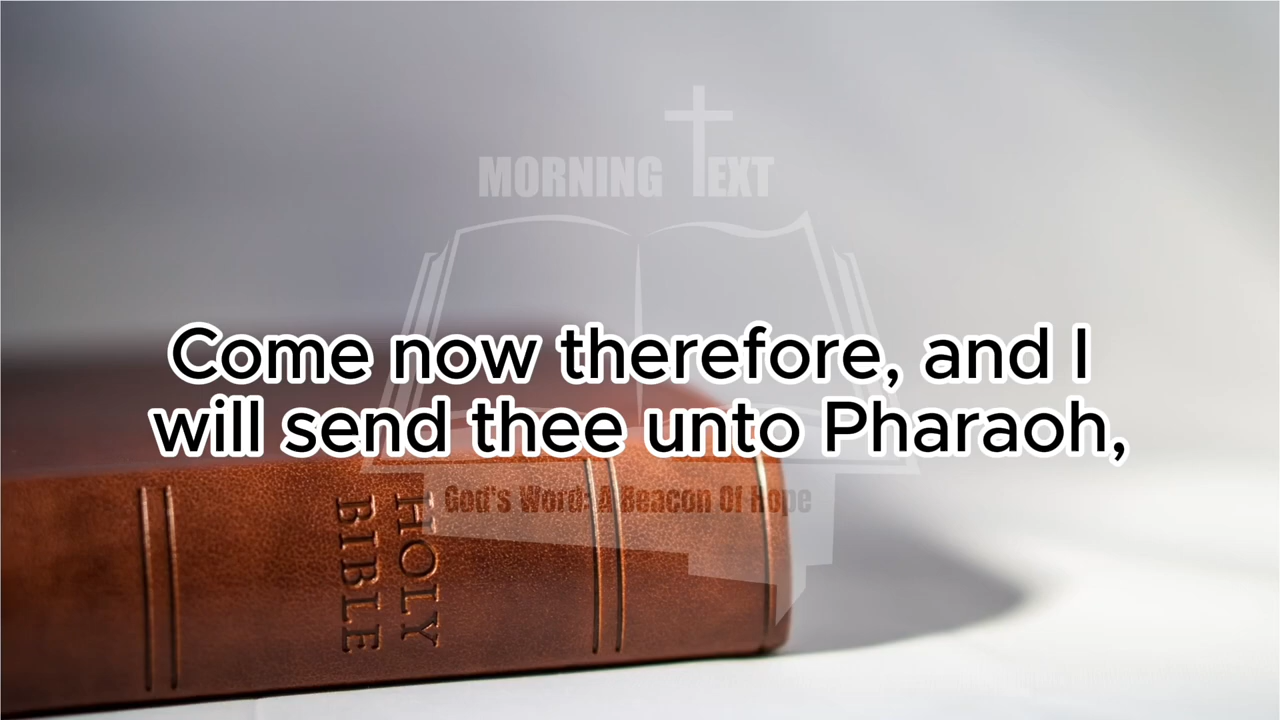 MORNING TEXT
Come now therefore, and I
will send thee unto Pharaoh,
God's Word: A Beacon Of Hope
HOLY
BIBLE